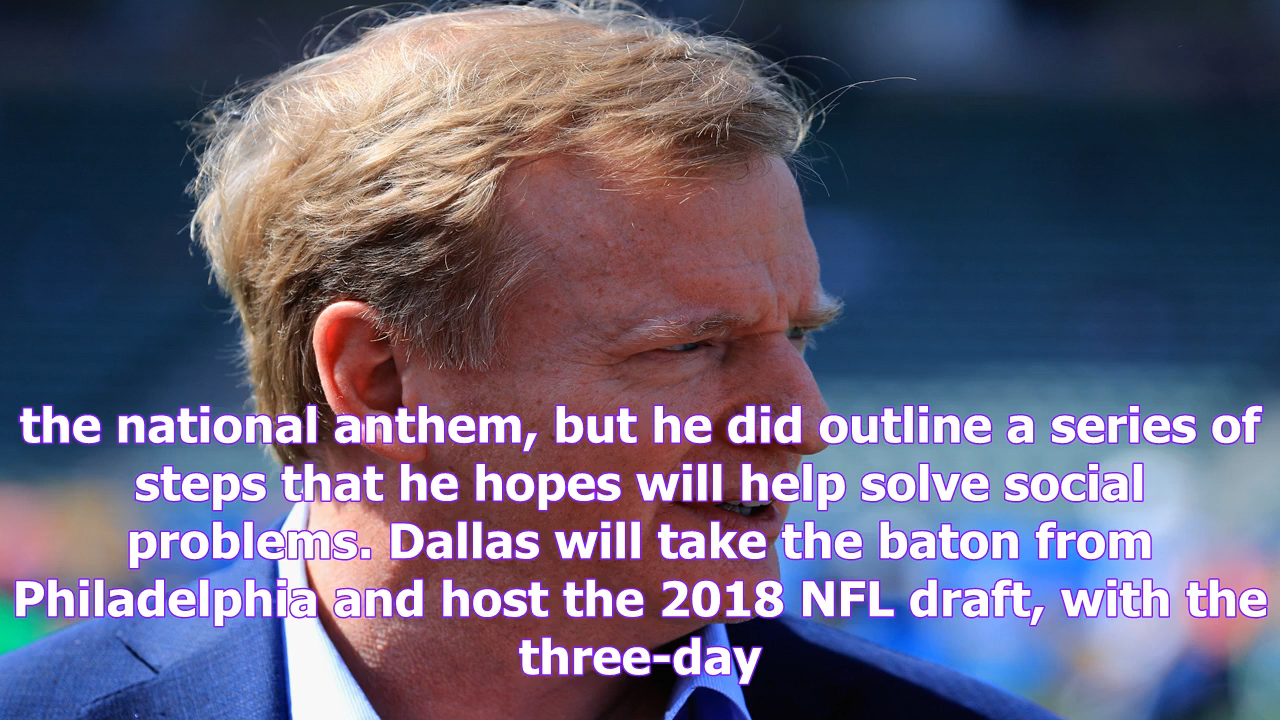 the national anthem, but he did outline a series of
steps that he hopes will help solve social
problems. Dallas will take the baton from
Philadelphia and host the 2018 NFL draft, with the
three-day